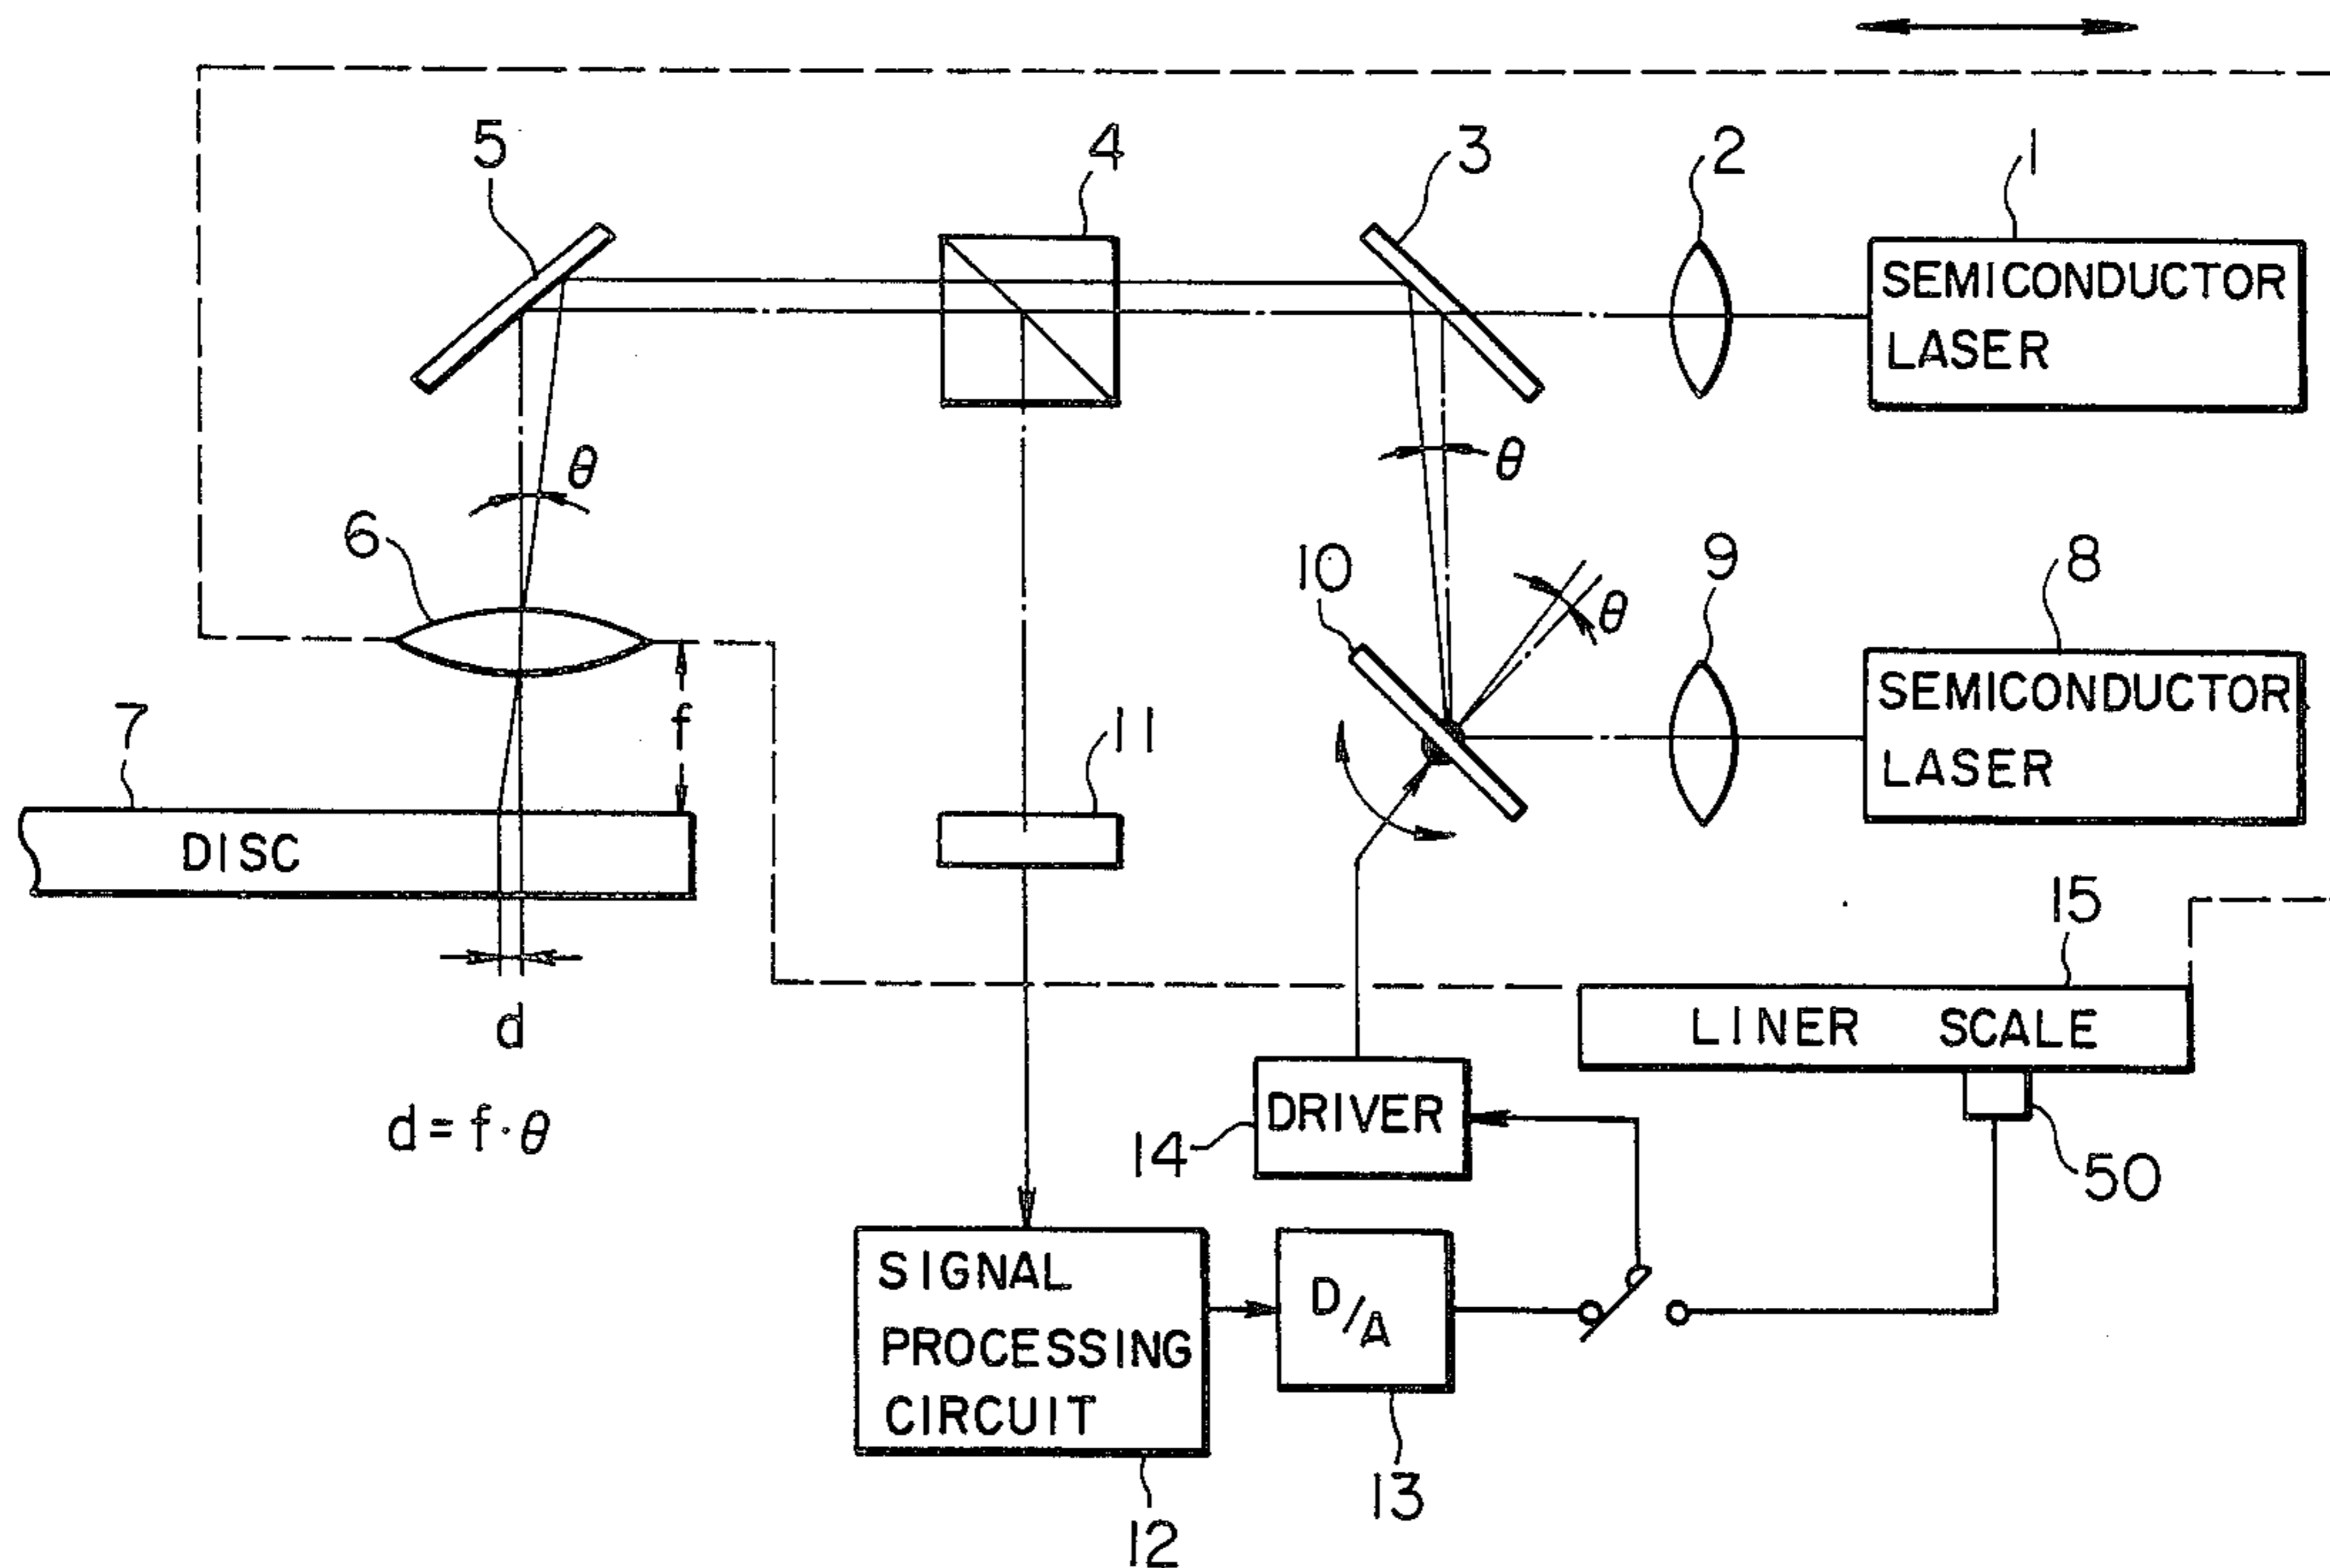 5
4
3
2
1
SEMICONDUCTOR
LASER
θ
θ
6
10
θ
9
8
SEMICONDUCTOR
LASER
7
f
11
DISC
15
d
LINER SCALE
d = f · θ
DRIVER
14
50
SIGNAL
PROCESSING
CIRCUIT
D/A
13
12